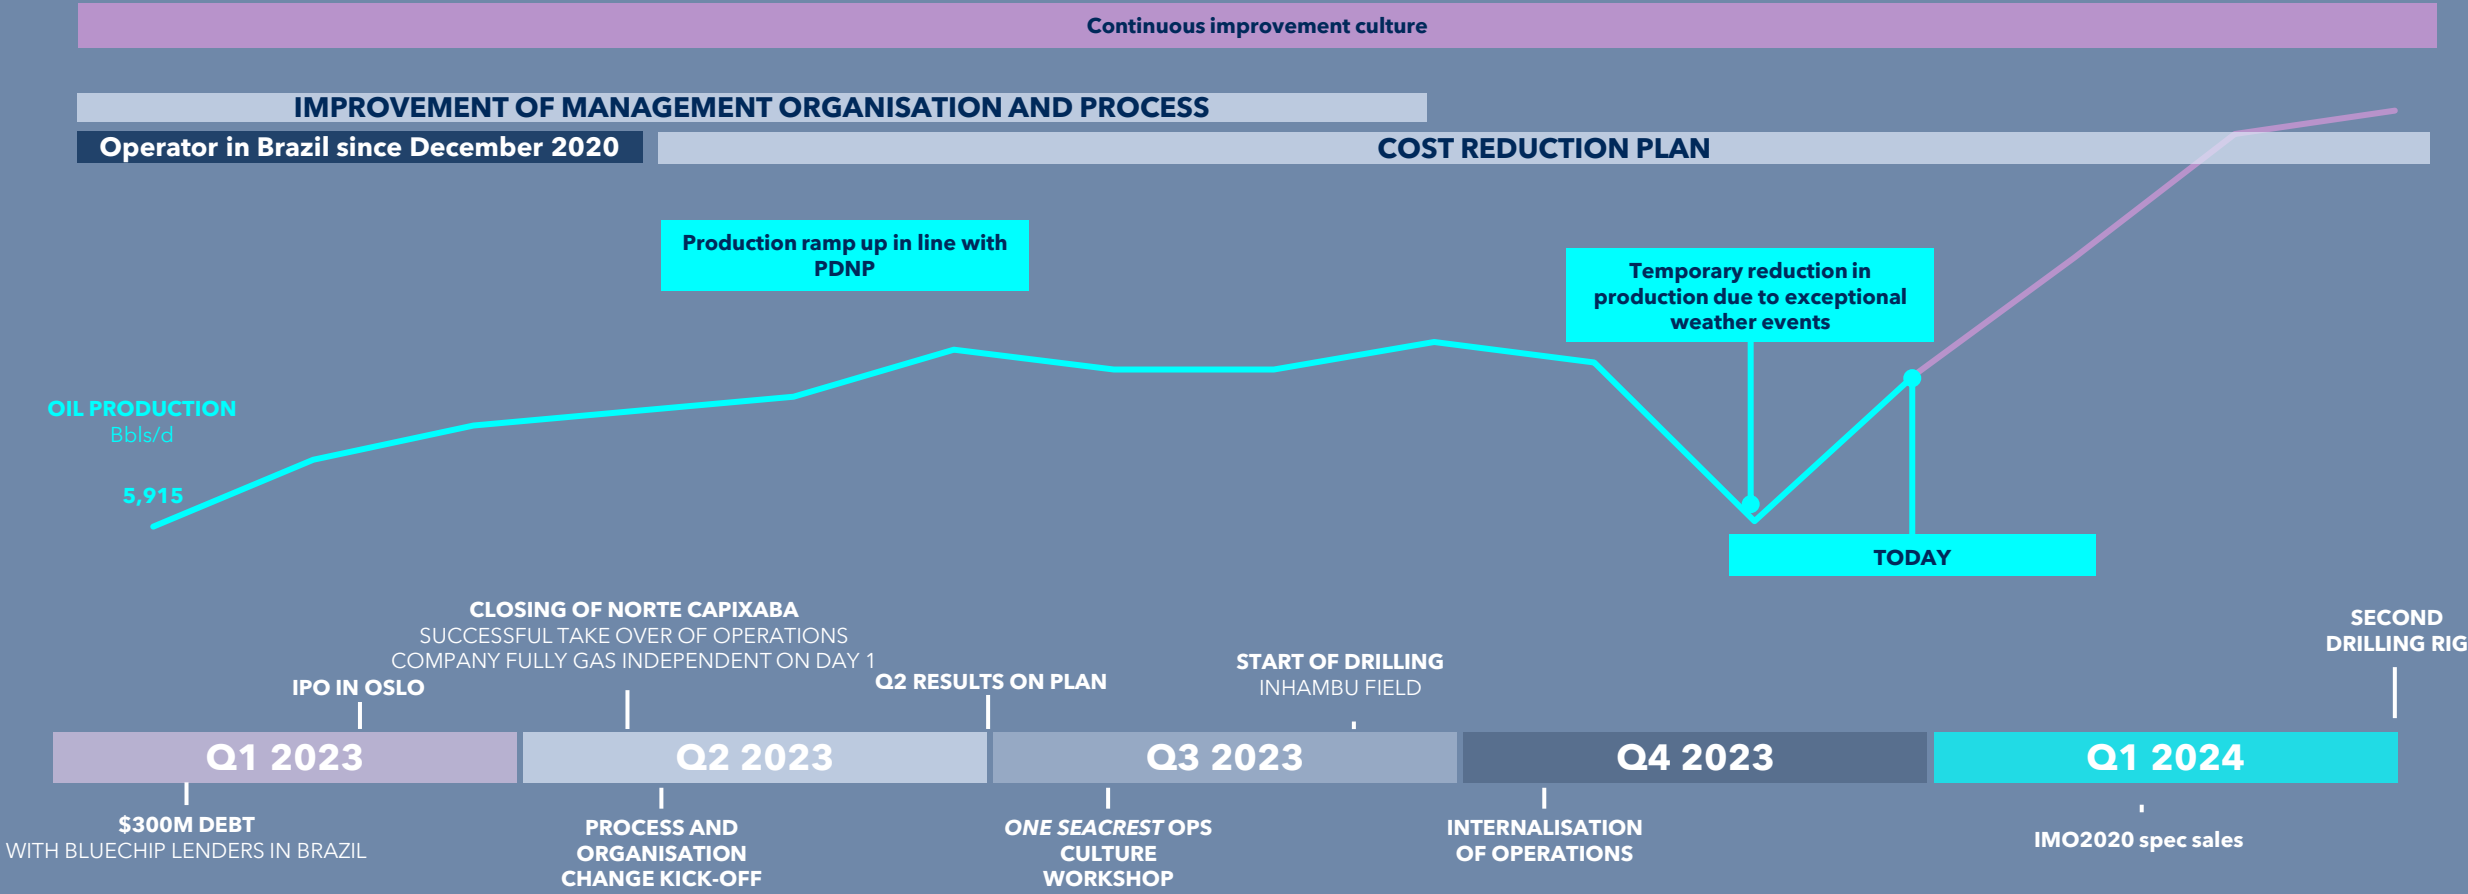 Continuous improvement culture
IMPROVEMENT OF MANAGEMENT ORGANISATION AND PROCESS
Operator in Brazil since December 2020
COST REDUCTION PLAN
Production ramp up in line with
PDNP
Temporary reduction in
production due to exceptional
weather events
OIL PRODUCTION
Bbls/d
5,915
TODAY
CLOSING OF NORTE CAPIXABA
SUCCESSFUL TAKE OVER OF OPERATIONS
COMPANY FULLY GAS INDEPENDENT ON DAY 1
IPO IN OSLO
Q2 RESULTS ON PLAN
START OF DRILLING
INHAMBU FIELD
SECOND
DRILLING RIG
Q1 2023
Q2 2023
Q3 2023
Q4 2023
Q1 2024
$300M DEBT
WITH BLUECHIP LENDERS IN BRAZIL
PROCESS AND
ORGANISATION
CHANGE KICK-OFF
ONE SEACREST OPS
CULTURE
WORKSHOP
INTERNALISATION
OF OPERATIONS
IMO2020 spec sales